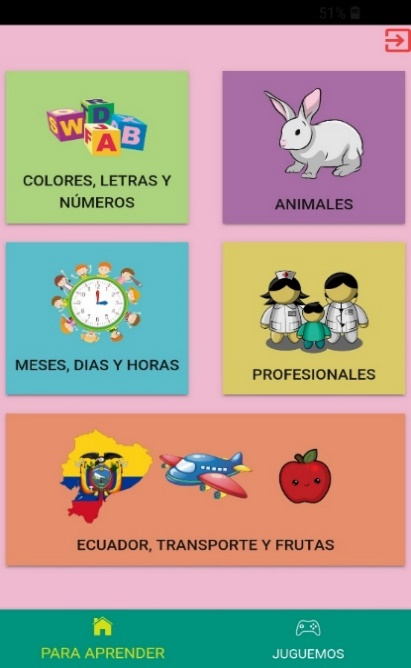 51%
COLORES, LETRAS Y
NÚMEROS
ANIMALES
MESES, DIAS Y HORAS
PROFESIONALES
ECUADOR, TRANSPORTE Y FRUTAS
PARA APRENDER
JUGUEMOS